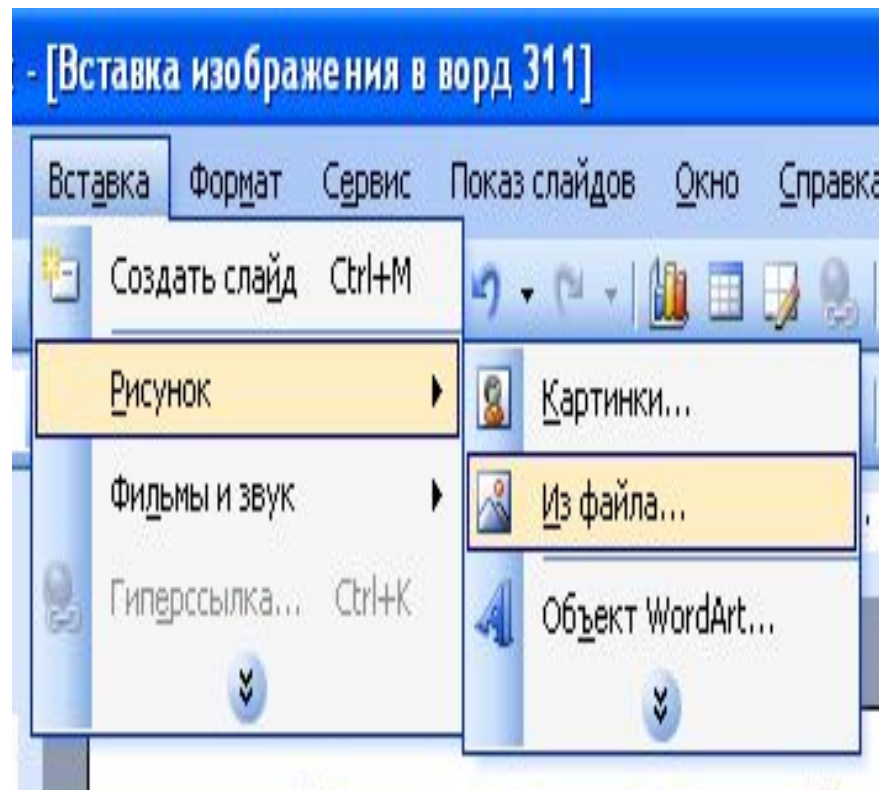 - [Вставка изображения в ворд 311]
Вставка Формат Сервис Показ слайдов Окно Справка
Создать слайд Ctrl+M
Рисунок
Фильмы и звук
Гиперссылка... Ctrl+K
Картинки...
Из файла...
Объект WordArt...